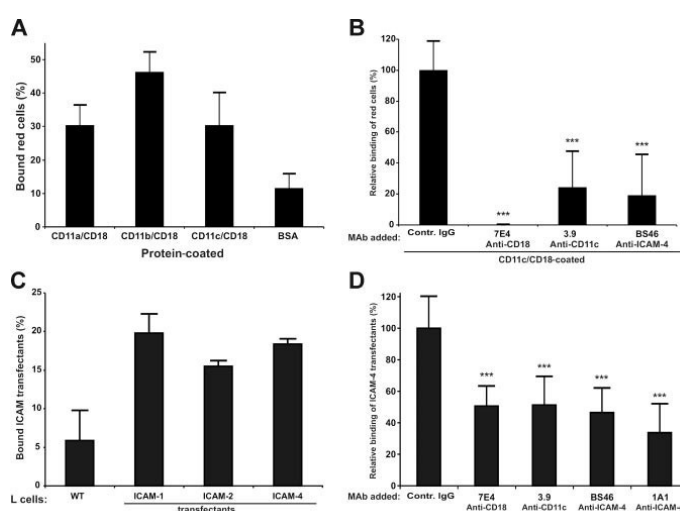 A
Bound red cells (%)
50
40
30
20
10
0
CD11a/CD18 CD11b/CD18 CD11c/CD18 BSA
Protein-coated
B
Relative binding of red cells (%)
120
100
80
60
40
20
0
***
***
***
MAb added:
Contr. IgG 7E4 3.9 BS46
Anti-CD18 Anti-CD11c Anti-ICAM-4
CD11c/CD18-coated
C
Bound ICAM transfectants (%)
25
20
15
10
5
0
L cells:
WT ICAM-1 ICAM-2 ICAM-4
transfectants
D
Relative binding of ICAM-4 transfectants (%)
120
100
80
60
40
20
0
***
***
***
***
MAb added:
Contr. IgG 7E4 3.9 BS46 1A1
Anti-CD18 Anti-CD11c Anti-ICAM-4 Anti-ICAM-